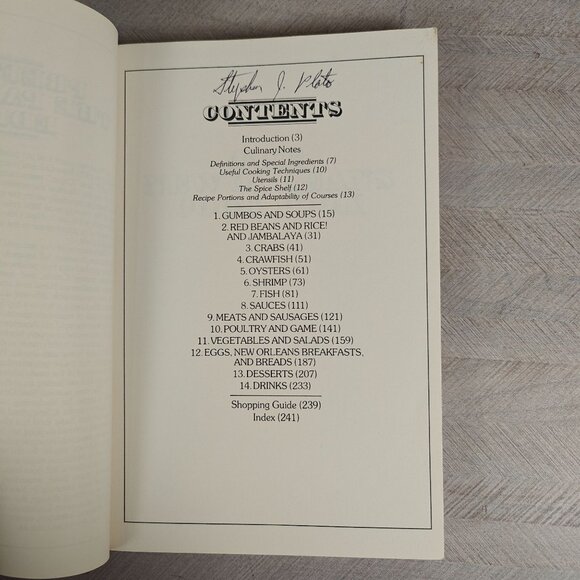 Stephen J. Plato
CONTENTS
Introduction (3)
Culinary Notes
Definitions and Special Ingredients (7)
Useful Cooking Techniques (10)
Utensils (11)
The Spice Shelf (12)
Recipe Portions and Adaptability of Courses (13)
1. GUMBOS AND SOUPS (15)
2. RED BEANS AND RICE!
AND JAMBALAYA (31)
3. CRABS (41)
4. CRAWFISH (51)
5. OYSTERS (61)
6. SHRIMP (73)
7. FISH (81)
8. SAUCES (111)
9. MEATS AND SAUSAGES (121)
10. POULTRY AND GAME (141)
11. VEGETABLES AND SALADS (159)
12. EGGS, NEW ORLEANS BREAKFASTS,
AND BREADS (187)
13. DESSERTS (207)
14. DRINKS (233)
Shopping Guide (239)
Index (241)